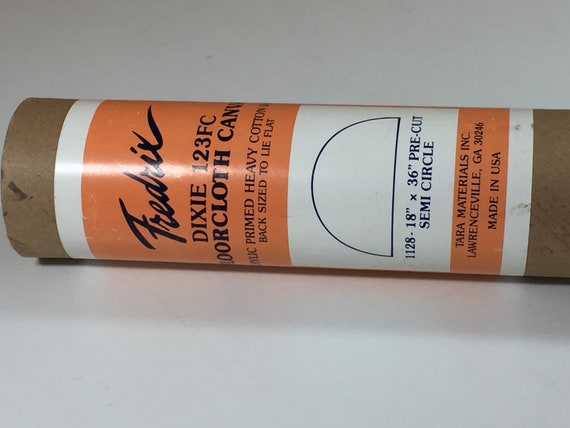 Fredrix
DIXIE 123FC
OORCLOTH CANV
YLIC PRIMED HEAVY COTTON
BACK SIZED TO LIE FLAT
1128 - 18" × 36" PRE-CUT
SEMI CIRCLE
TARA MATERIALS INC.
LAWRENCEVILLE, GA 30246
MADE IN USA